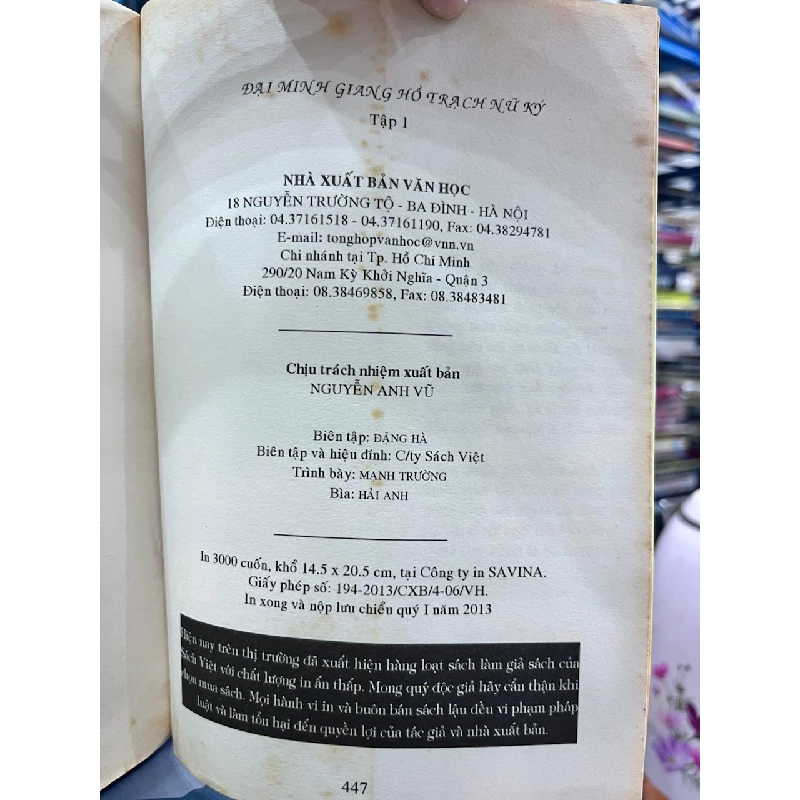 ĐẠI MINH GIANG HỒ TRẠCH NỮ KÝ
Tập 1
NHÀ XUẤT BẢN VĂN HỌC
18 NGUYỄN TRƯỜNG TỘ - BA ĐÌNH - HÀ NỘI
Điện thoại: 04.37161518 - 04.37161190, Fax: 04.38294781
E-mail: tonghopvanhoc@vnn.vn
Chi nhánh tại Tp. Hồ Chí Minh
290/20 Nam Kỳ Khởi Nghĩa - Quận 3
Điện thoại: 08.38469858, Fax: 08.38483481
Chịu trách nhiệm xuất bản
NGUYỄN ANH VŨ
Biên tập: ĐĂNG HÀ
Biên tập và hiệu đính: C/ty Sách Việt
Trình bày: MẠNH TRƯỜNG
Bìa: HẢI ANH
In 3000 cuốn, khổ 14.5 x 20.5 cm, tại Công ty in SAVINA.
Giấy phép số: 194-2013/CXB/4-06/VH.
In xong và nộp lưu chiểu quý I năm 2013
Hiện nay trên thị trường đã xuất hiện hàng loạt sách làm giả sách của
Sách Việt với chất lượng in ấn thấp. Mong quý độc giả hãy cẩn thận khi
chọn mua sách. Mọi hành vi in và buôn bán sách lậu đều vi phạm pháp
luật và làm tổn hại đến quyền lợi của tác giả và nhà xuất bản.
447